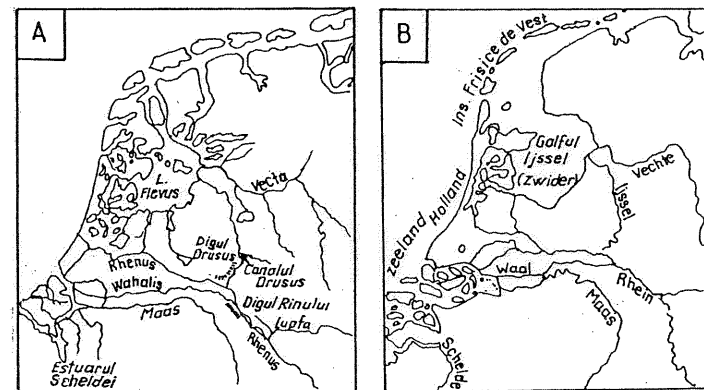 A
L.
Flevus
Vecta
Digul
Drusus
Canalul
Drusus
Rhenus
Wahalis
Maas
Digul Rinului
Lupfa
Rhenus
Estuarul
Scheldei
B
Ins. Frisice de Vest
Galful
Ijssel
(Zwider)
Vechte
Ijssel
Holland
Zeeland
Waal
Rhein
Maas
Schelde